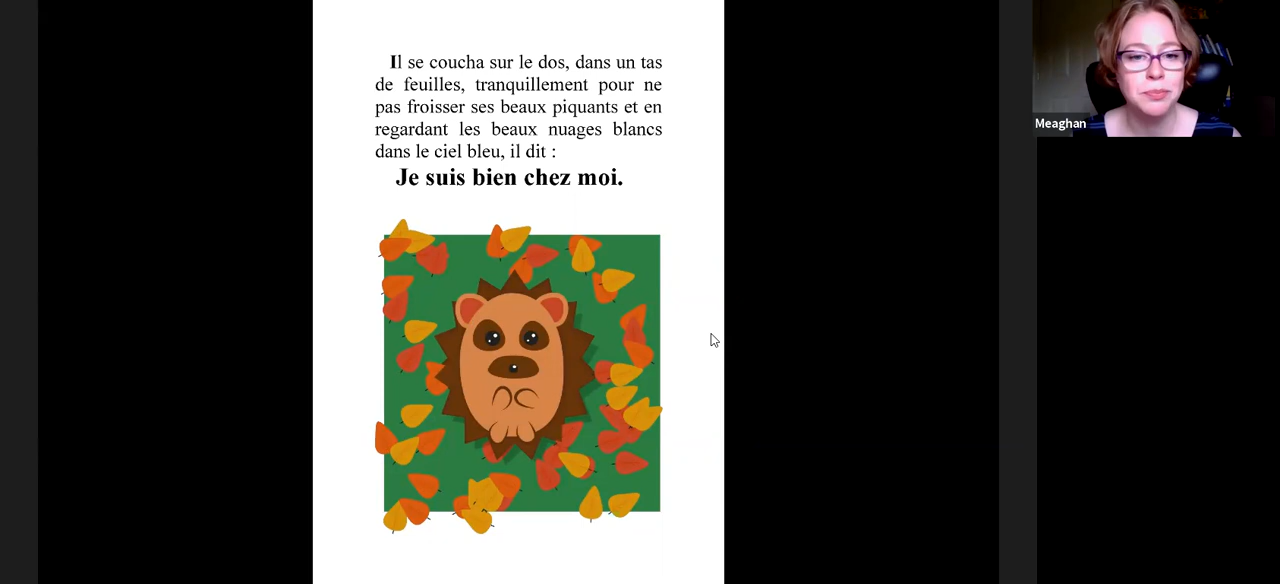 Il se coucha sur le dos, dans un tas
de feuilles, tranquillement pour ne
pas froisser ses beaux piquants et en
regardant les beaux nuages blancs
dans le ciel bleu, il dit :
Je suis bien chez moi.
Meaghan